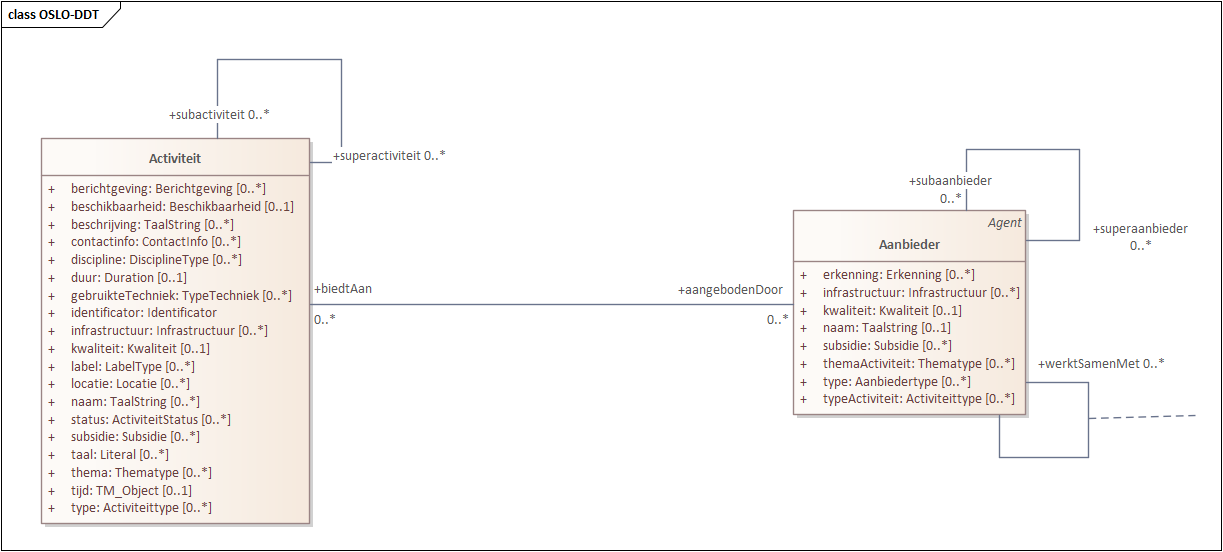 class OSLO-DDT
+subactiviteit 0..*
+superactiviteit 0..*
Activiteit
+ berichtgeving: Berichtgeving [0..*]
+ beschikbaarheid: Beschikbaarheid [0..1]
+ beschrijving: TaalString [0..*]
+ contactinfo: ContactInfo [0..*]
+ discipline: DisciplineType [0..*]
+ duur: Duration [0..1]
+ gebruikteTechniek: TypeTechniek [0..*]
+ identificator: Identificator
+ infrastructuur: Infrastructuur [0..*]
+ kwaliteit: Kwaliteit [0..1]
+ label: LabelType [0..*]
+ locatie: Locatie [0..*]
+ naam: TaalString [0..*]
+ status: ActiviteitStatus [0..*]
+ subsidie: Subsidie [0..*]
+ taal: Literal [0..*]
+ thema: Thematype [0..*]
+ tijd: TM_Object [0..1]
+ type: Activiteittype [0..*]
+biedtAan
0..*
+aangebodenDoor
0..*
+subaanbieder
0..*
+superaanbieder
0..*
Agent
Aanbieder
+ erkenning: Erkenning [0..*]
+ infrastructuur: Infrastructuur [0..*]
+ kwaliteit: Kwaliteit [0..1]
+ naam: Taalstring [0..1]
+ subsidie: Subsidie [0..*]
+ themaActiviteit: Thematype [0..*]
+ type: Aanbiedertype [0..*]
+ typeActiviteit: Activiteittype [0..*]
+werktSamenMet 0..*